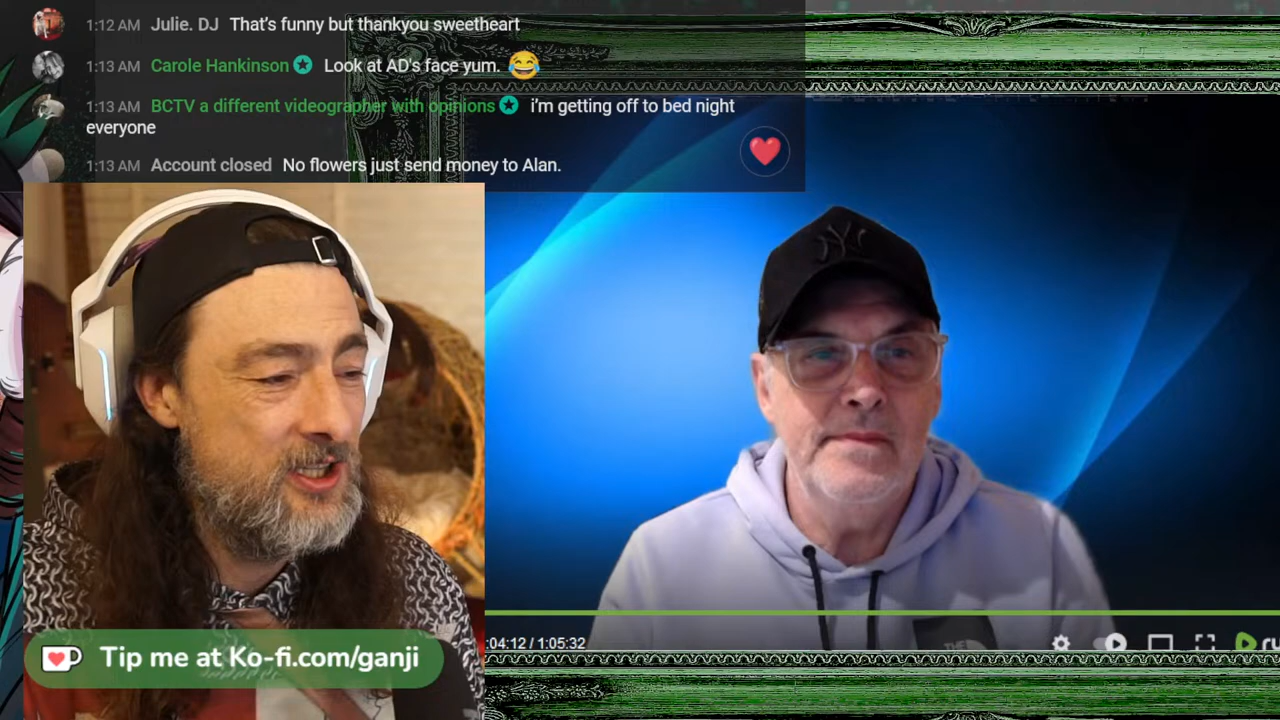 1:12 AM Julie. DJ That's funny but thankyou sweetheart
1:13 AM Carole Hankinson Look at AD's face yum. 😂
1:13 AM BCTV a different videographer with opinions i'm getting off to bed night
everyone
1:13 AM Account closed No flowers just send money to Alan.
NY
Tip me at Ko-fi.com/ganji
:04:12 / 1:05:32
THE